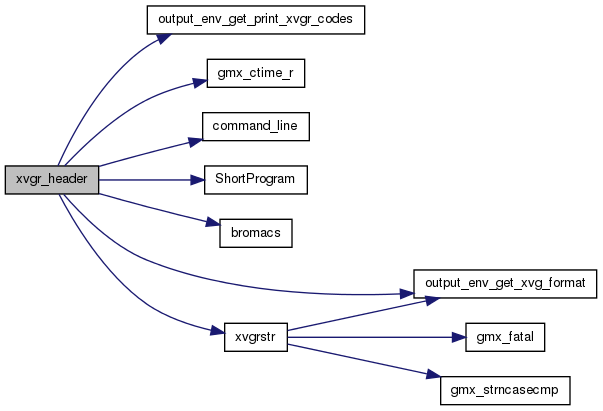 output_env_get_print_xvgr_codes
gmx_ctime_r
command_line
xvgr_header
ShortProgram
bromacs
output_env_get_xvg_format
xvgrstr
gmx_fatal
gmx_strncasecmp